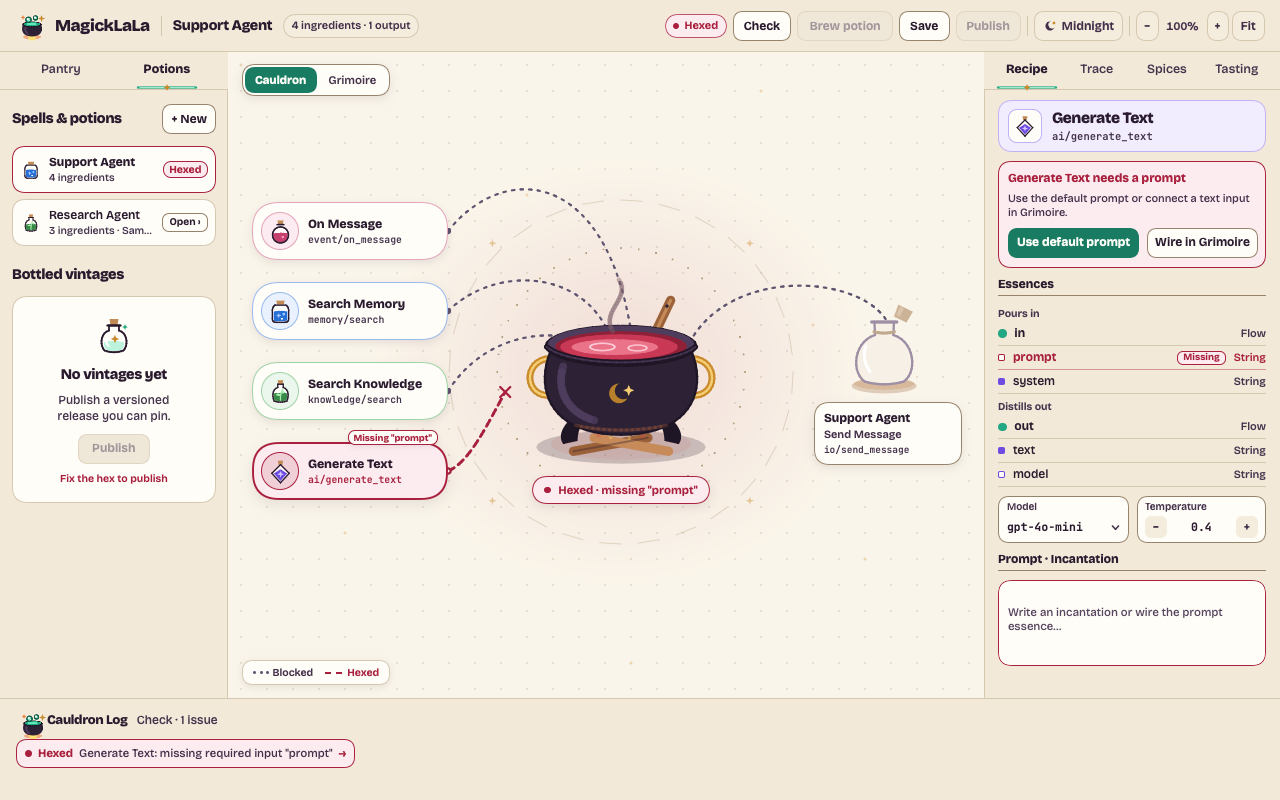 MagickLaLa
Support Agent
4 ingredients · 1 output
Hexed
Check
Brew potion
Save
Publish
Midnight
−
100%
+
Fit
Pantry
Potions
Spells & potions
+ New
Support Agent
4 ingredients
Hexed
Research Agent
3 ingredients · Sam...
Open ›
Bottled vintages
No vintages yet
Publish a versioned
release you can pin.
Publish
Fix the hex to publish
Cauldron
Grimoire
On Message
event/on_message
Search Memory
memory/search
Search Knowledge
knowledge/search
Missing "prompt"
Generate Text
ai/generate_text
Hexed · missing "prompt"
Support Agent
Send Message
io/send_message
Blocked
Hexed
Recipe
Trace
Spices
Tasting
Generate Text
ai/generate_text
Generate Text needs a prompt
Use the default prompt or connect a text input
in Grimoire.
Use default prompt
Wire in Grimoire
Essences
Pours in
in
Flow
prompt
Missing
String
system
String
Distills out
out
Flow
text
String
model
String
Model
gpt-4o-mini
Temperature
−
0.4
+
Prompt · Incantation
Write an incantation or wire the prompt
essence...
Cauldron Log
Check · 1 issue
Hexed Generate Text: missing required input "prompt" →